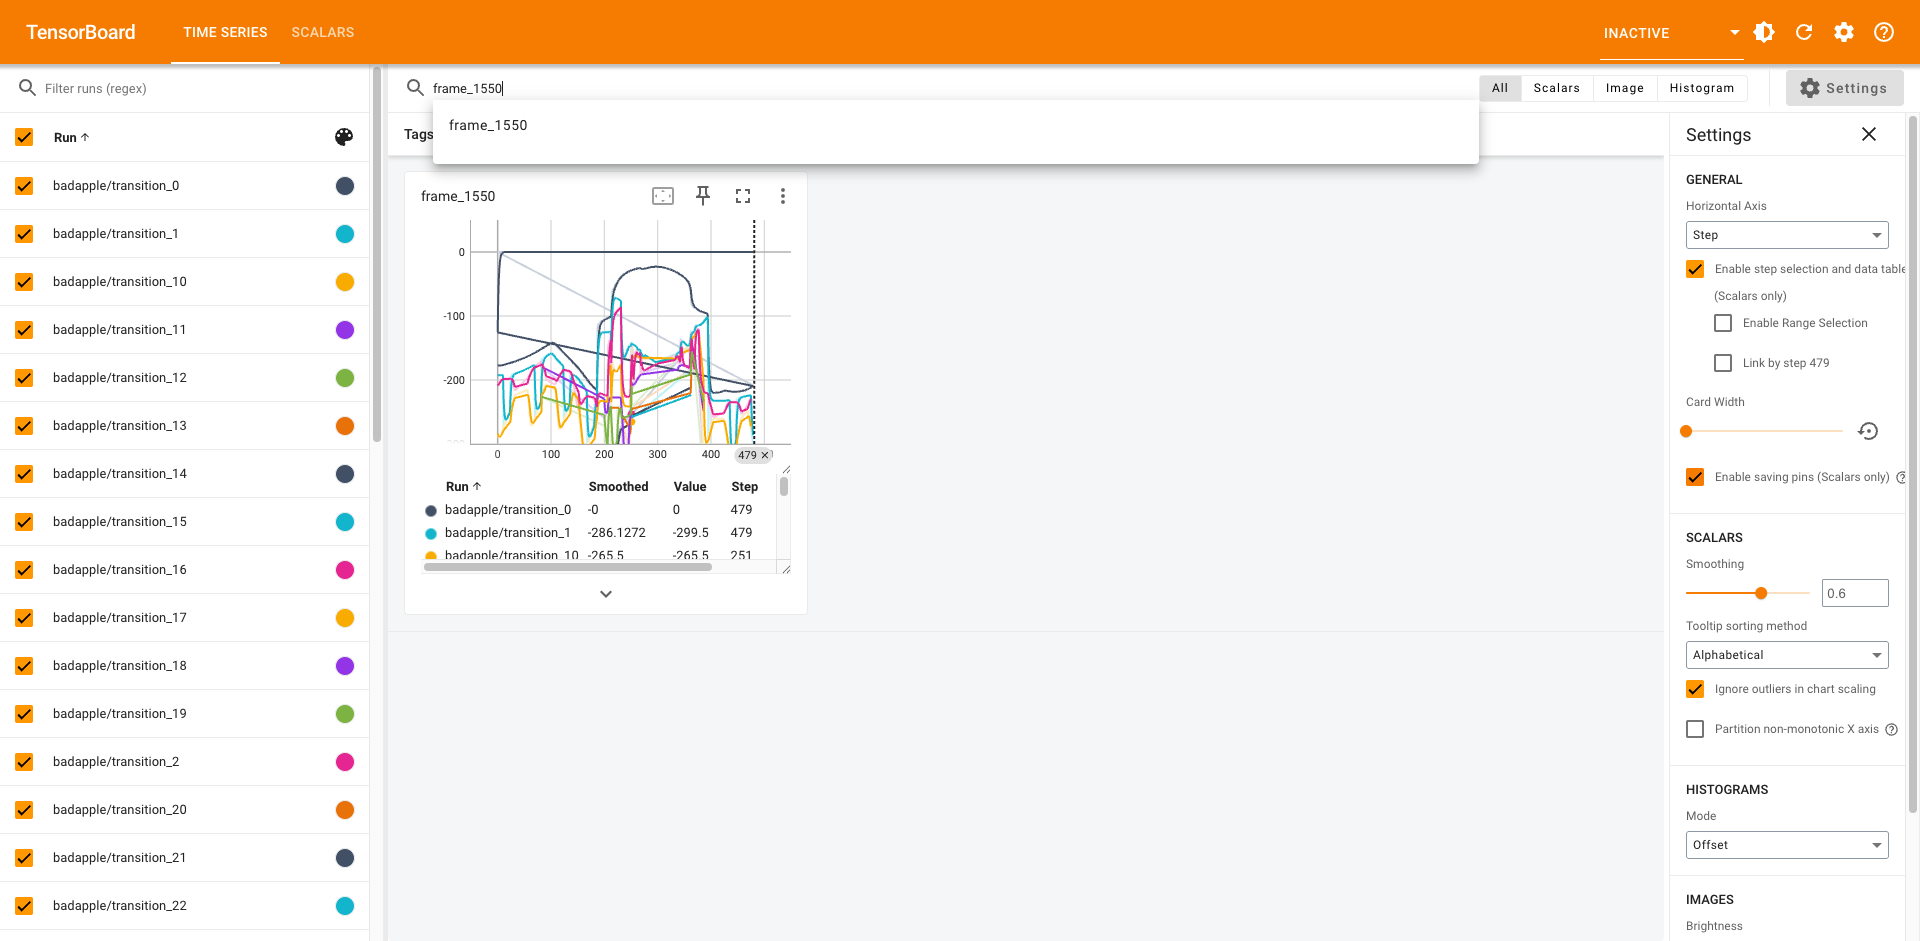 TensorBoard
TIME SERIES
SCALARS
INACTIVE
Filter runs (regex)
Run
badapple/transition_0
badapple/transition_1
badapple/transition_10
badapple/transition_11
badapple/transition_12
badapple/transition_13
badapple/transition_14
badapple/transition_15
badapple/transition_16
badapple/transition_17
badapple/transition_18
badapple/transition_19
badapple/transition_2
badapple/transition_20
badapple/transition_21
badapple/transition_22
frame_1550
All Scalars Image Histogram
Settings
frame_1550
Tags
frame_1550
0
-100
-200
0 100 200 300 400 479
Run Smoothed Value Step
badapple/transition_0 -0 0 479
badapple/transition_1 -286.1272 -299.5 479
badapple/transition_10 -265.5 -265.5 251
Settings
GENERAL
Horizontal Axis
Step
Enable step selection and data table
(Scalars only)
Enable Range Selection
Link by step 479
Card Width
Enable saving pins (Scalars only)
SCALARS
Smoothing
0.6
Tooltip sorting method
Alphabetical
Ignore outliers in chart scaling
Partition non-monotonic X axis
HISTOGRAMS
Mode
Offset
IMAGES
Brightness